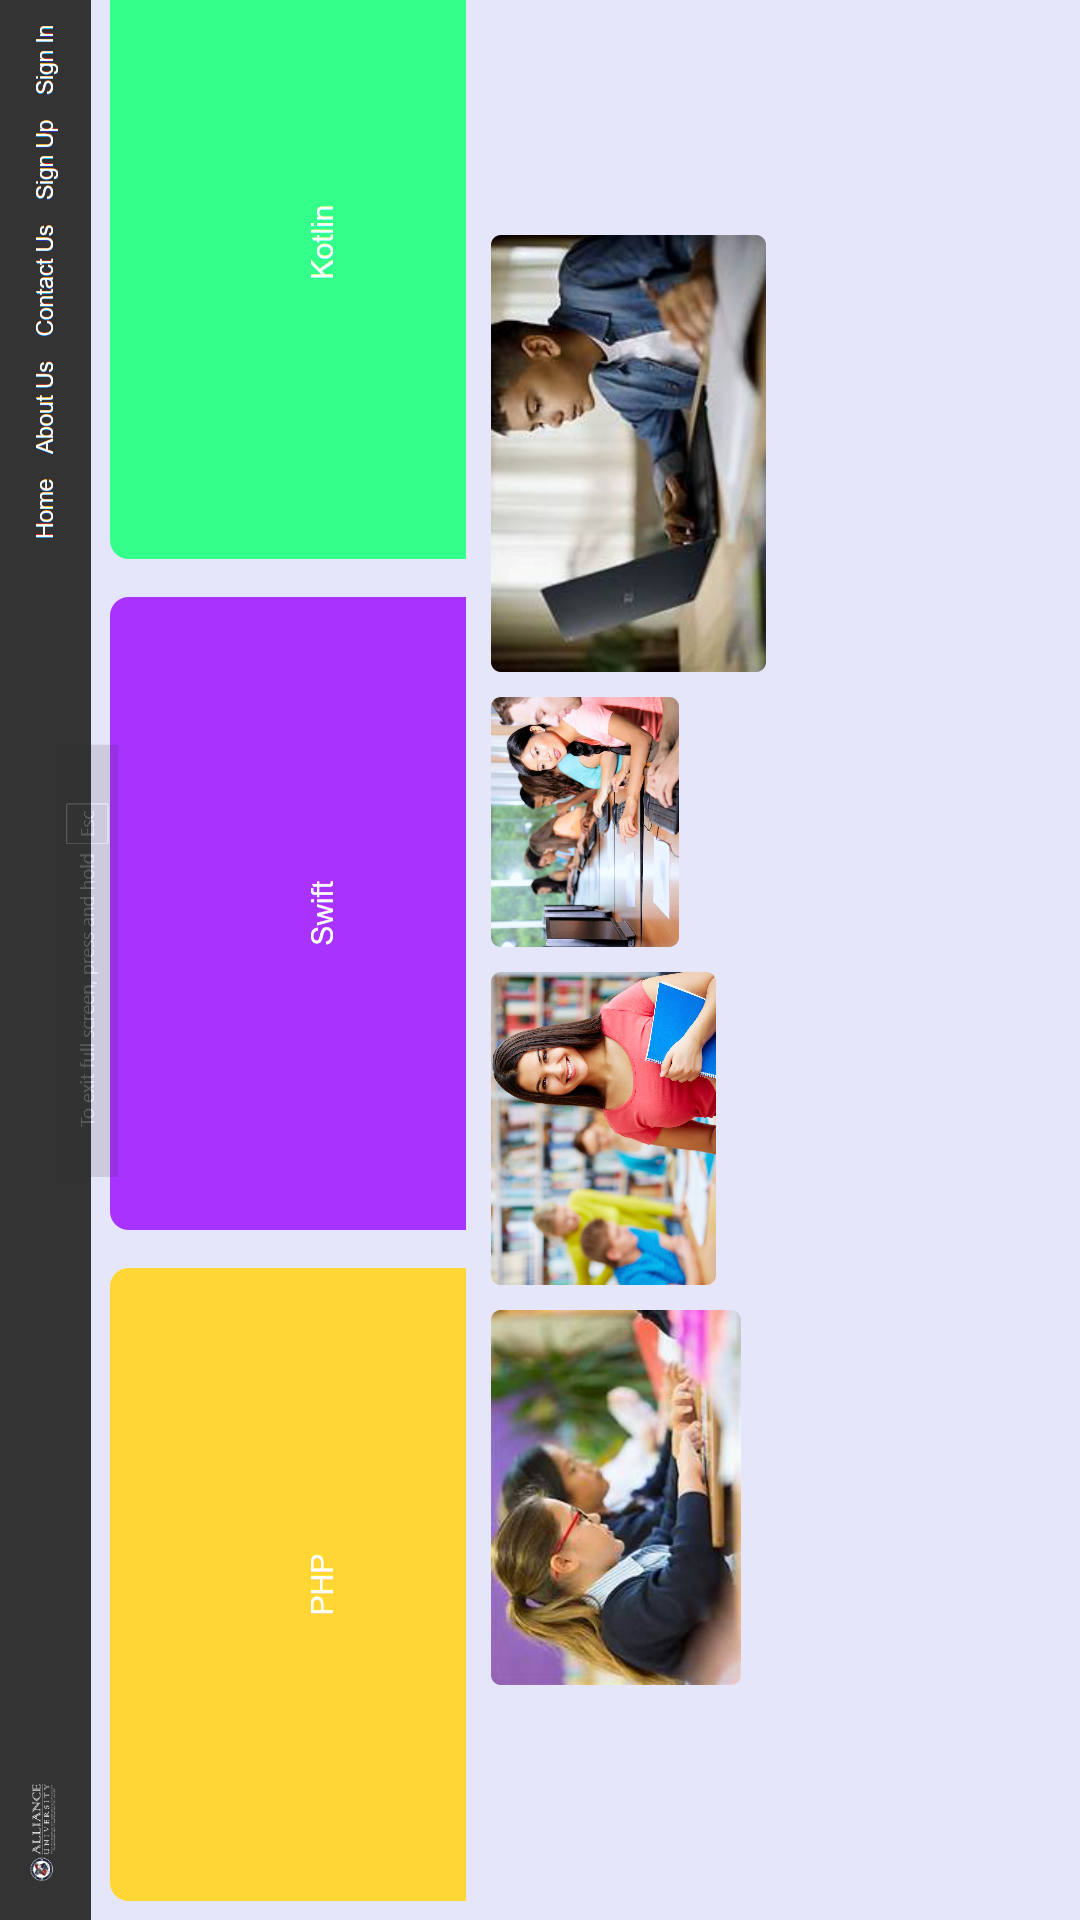 ALLIANCE
UNIVERSITY
Home About Us Contact Us Sign Up Sign In
To exit full screen, press and hold Esc
PHP Swift Kotlin